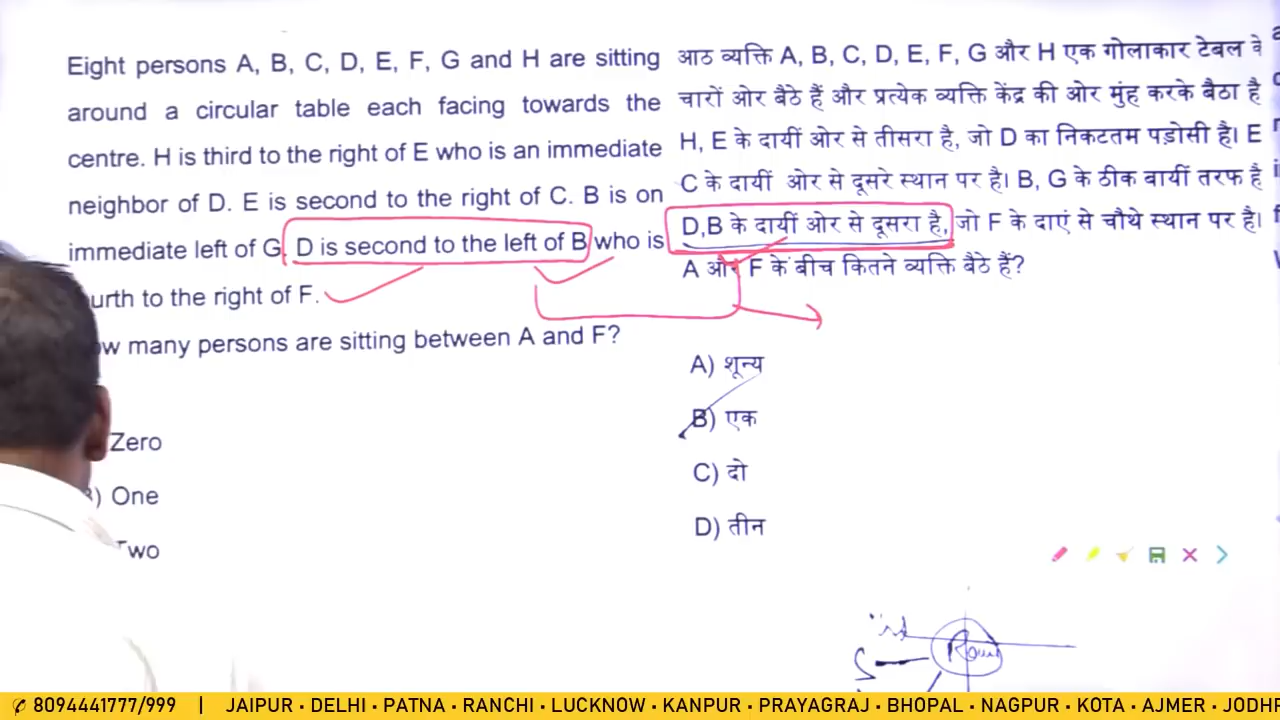 Eight persons A, B, C, D, E, F, G and H are sitting
around a circular table each facing towards the
centre. H is third to the right of E who is an immediate
neighbor of D. E is second to the right of C. B is on
immediate left of G. D is second to the left of B who is
urth to the right of F.
ow many persons are sitting between A and F?
Zero
) One
Two
आठ व्यक्ति A, B, C, D, E, F, G और H एक गोलाकार टेबल के
चारों ओर बैठे हैं और प्रत्येक व्यक्ति केंद्र की ओर मुंह करके बैठा है
H, E के दायीं ओर से तीसरा है, जो D का निकटतम पड़ोसी है। E
C के दायीं ओर से दूसरे स्थान पर है। B, G के ठीक बायीं तरफ है
D,B के दायीं ओर से दूसरा है, जो F के दाएं से चौथे स्थान पर है।
A और F के बीच कितने व्यक्ति बैठे हैं?
A) शून्य
B) एक
C) दो
D) तीन
8094441777/999 | JAIPUR - DELHI - PATNA - RANCHI - LUCKNOW - KANPUR - PRAYAGRAJ - BHOPAL - NAGPUR - KOTA - AJMER - JODHP